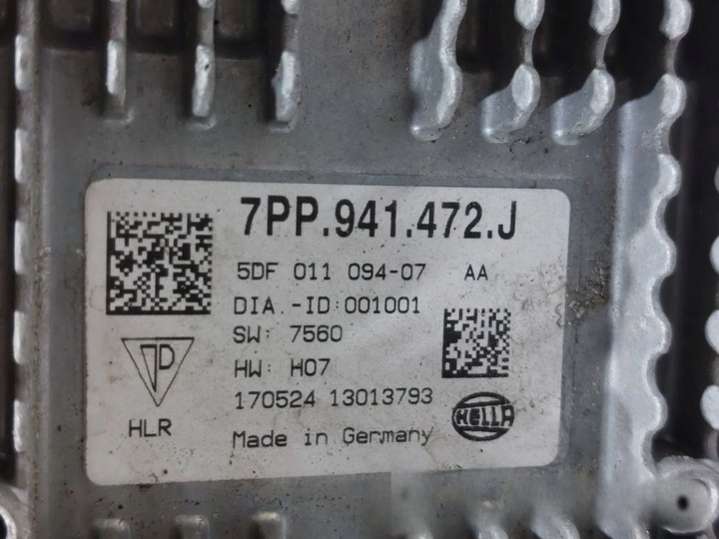 7PP.941.472.J
5DF 011 094-07 AA
DIA.-ID:001001
SW: 7560
HW: H07
170524 13013793
HLR
Made in Germany
HELLA